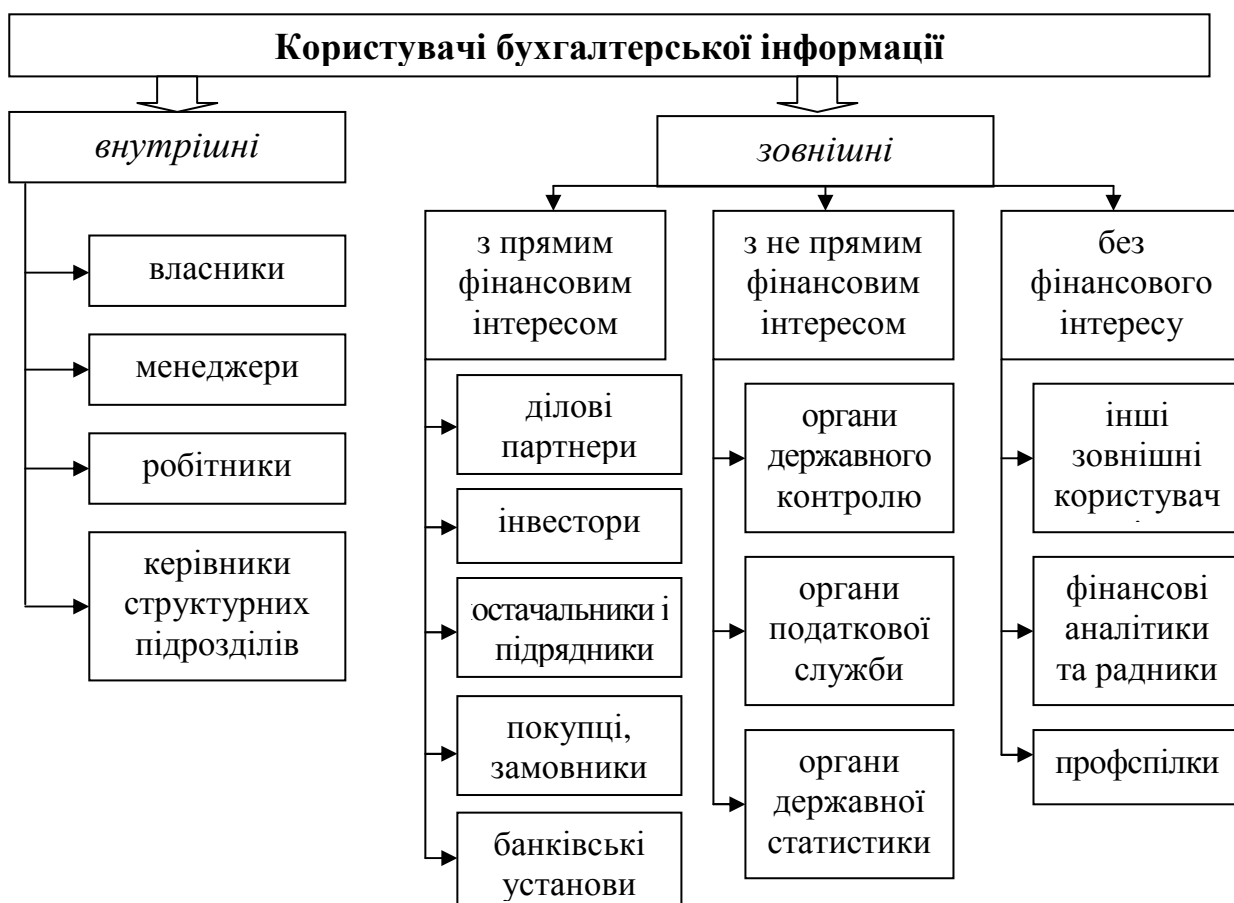 Користувачі бухгалтерської інформації
внутрішні
власники
менеджери
робітники
керівники
структурних
підрозділів
зовнішні
з прямим
фінансовим
інтересом
ділові
партнери
інвестори
остачальники і
підрядники
покупці,
замовники
банківські
установи
з не прямим
фінансовим
інтересом
органи
державного
контролю
органи
податкової
служби
органи
державної
статистики
без
фінансового
інтересу
інші
зовнішні
користувач
фінансові
аналітики
та радники
профспілки